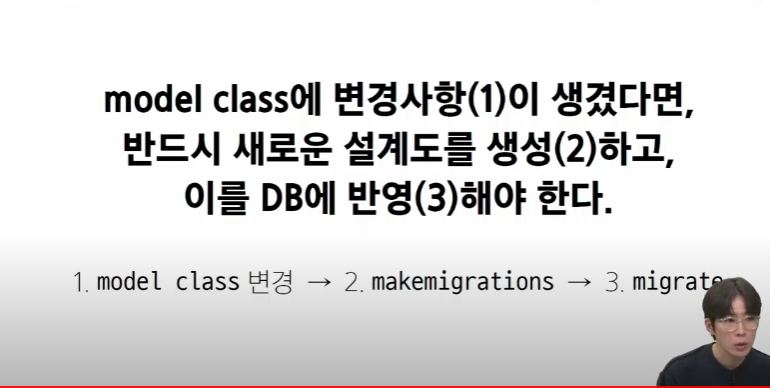 model class에 변경사항(1)이 생겼다면,
반드시 새로운 설계도를 생성(2)하고,
이를 DB에 반영(3)해야 한다.
1. model class 변경 → 2. makemigrations → 3. migrate